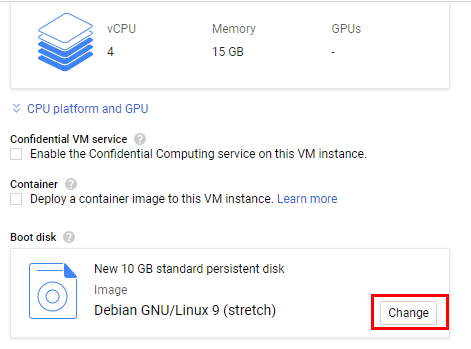 vCPU Memory GPUs
4 15 GB -
CPU platform and GPU
Confidential VM service ?
Enable the Confidential Computing service on this VM instance.
Container ?
Deploy a container image to this VM instance. Learn more
Boot disk ?
New 10 GB standard persistent disk
Image
Debian GNU/Linux 9 (stretch)
Change